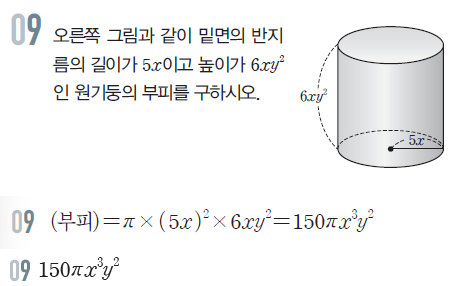 09 오른쪽 그림과 같이 밑면의 반지
름의 길이가 5x이고 높이가 6xy²
인 원기둥의 부피를 구하시오.
6xy²
5x
09 (부피)=π×(5x)²×6xy²=150πx³y²
09 150πx³y²